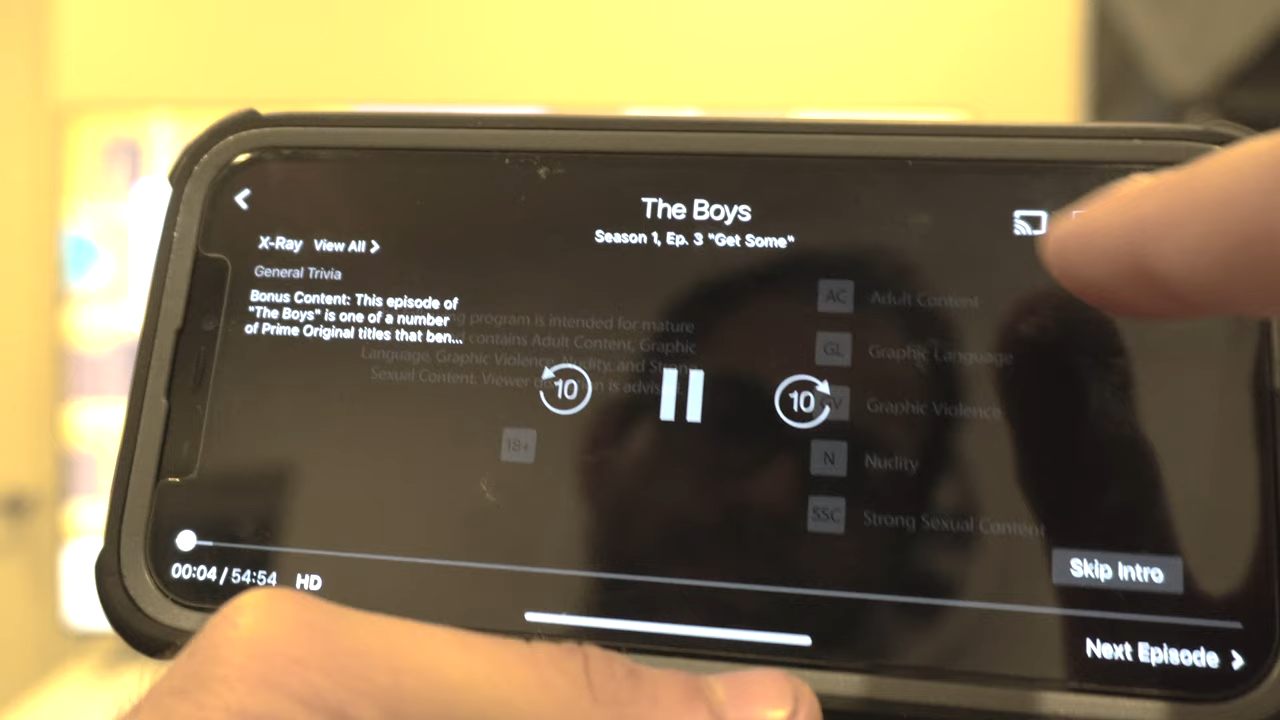 The Boys
Season 1, Ep. 3 "Get Some"
X-Ray View All
General Trivia
Bonus Content: This episode of
"The Boys" is one of a number
of Prime Original titles that ben...
program is intended for mature
contains Adult Content, Graphic
Language, Graphic Violence, Nudity, and
Sexual Content. Viewer is
18+
10
10
AC Adult Content
GL Graphic Language
Graphic Violence
N Nudity
SSC Strong Sexual Content
Skip Intro
00:04 / 54:54 HD
Next Episode